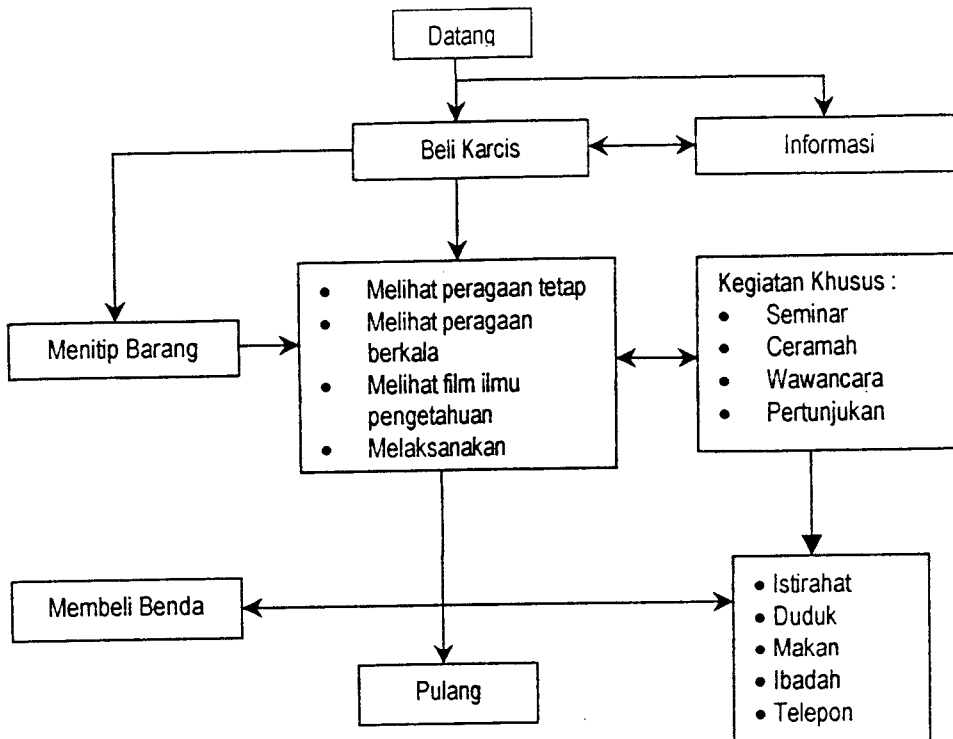 Datang
Beli Karcis
Informasi
Menitip Barang
• Melihat peragaan tetap
• Melihat peragaan
berkala
• Melihat film ilmu
pengetahuan
• Melaksanakan
Kegiatan Khusus :
• Seminar
• Ceramah
• Wawancara
• Pertunjukan
Membeli Benda
• Istirahat
• Duduk
• Makan
• Ibadah
• Telepon
Pulang